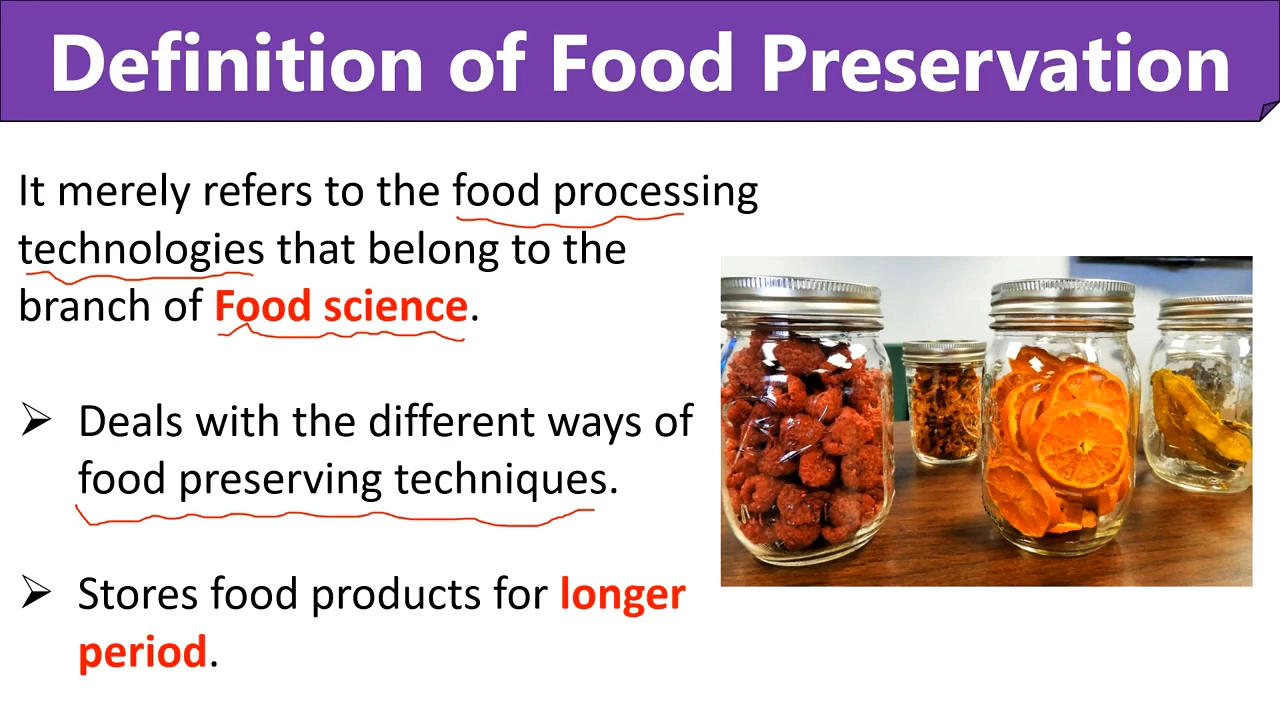 Definition of Food Preservation
It merely refers to the food processing
technologies that belong to the
branch of Food science.
➢ Deals with the different ways of
food preserving techniques.
➢ Stores food products for longer
period.